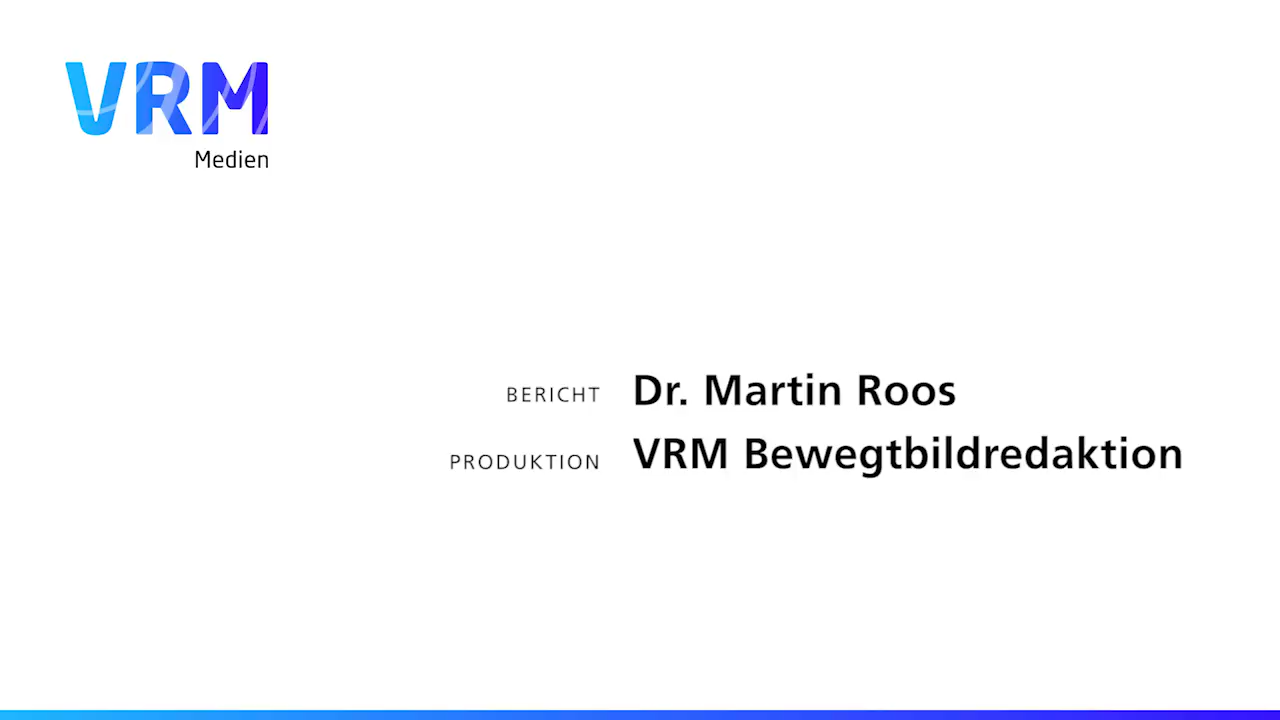 VRM
Medien
BERICHT Dr. Martin Roos
PRODUKTION VRM Bewegtbildredaktion